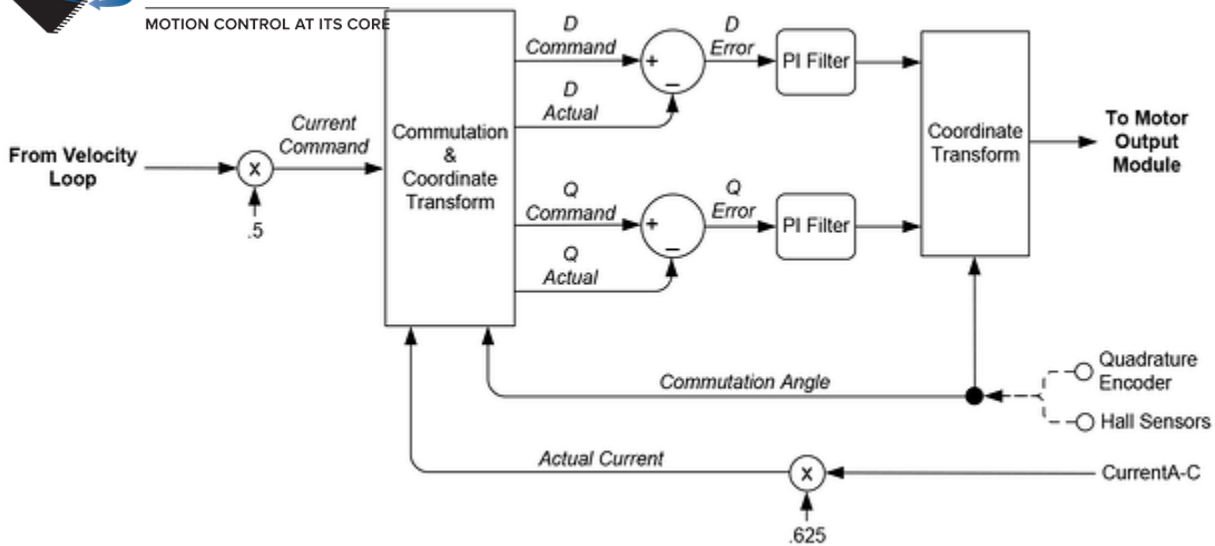 MOTION CONTROL AT ITS CORE
D
Command
D
Error
PI Filter
D
Actual
Current
Command
Commutation
&
Coordinate
Transform
Coordinate
Transform
To Motor
Output
Module
From Velocity
Loop
X
.5
Q
Command
Q
Error
PI Filter
Q
Actual
+
−
+
−
Commutation Angle
Quadrature
Encoder
Hall Sensors
Actual Current
X
CurrentA-C
.625